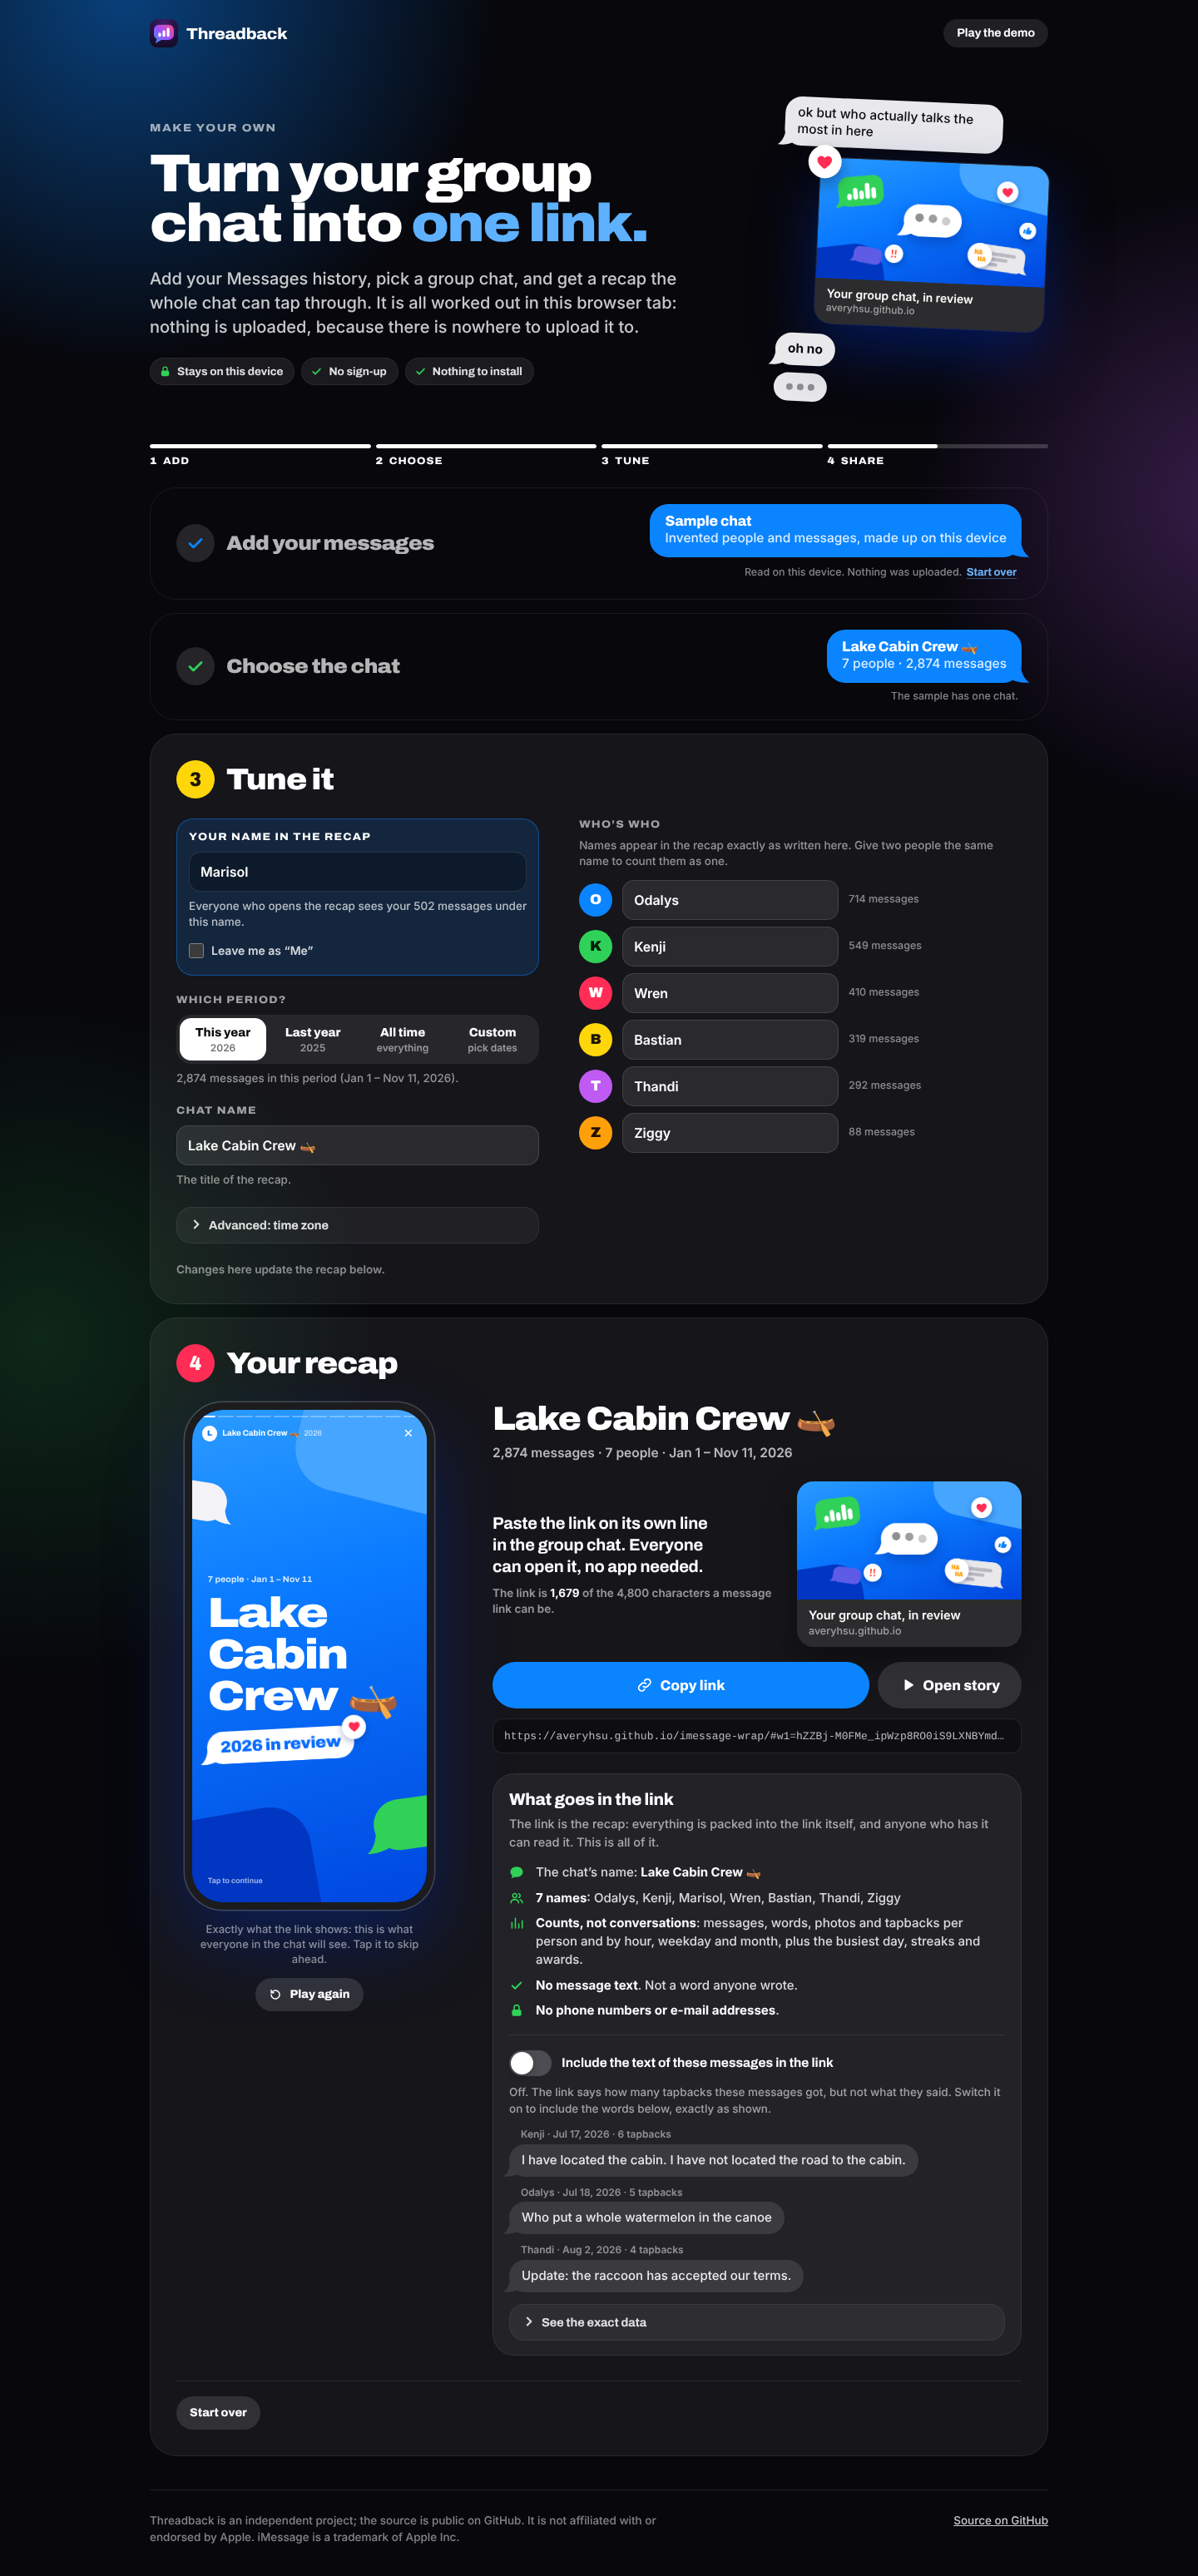 Threadback
Play the demo
MAKE YOUR OWN
Turn your group
chat into one link.
Add your Messages history, pick a group chat, and get a recap the
whole chat can tap through. It is all worked out in this browser tab:
nothing is uploaded, because there is nowhere to upload it to.
Stays on this device
No sign-up
Nothing to install
ok but who actually talks the
most in here
!!
HA
HA
Your group chat, in review
averyhsu.github.io
oh no
1 ADD
2 CHOOSE
3 TUNE
4 SHARE
Add your messages
Sample chat
Invented people and messages, made up on this device
Read on this device. Nothing was uploaded. Start over
Choose the chat
Lake Cabin Crew 🛶
7 people · 2,874 messages
The sample has one chat.
3 Tune it
YOUR NAME IN THE RECAP
Marisol
Everyone who opens the recap sees your 502 messages under
this name.
Leave me as “Me”
WHICH PERIOD?
This year
2026
Last year
2025
All time
everything
Custom
pick dates
2,874 messages in this period (Jan 1 – Nov 11, 2026).
CHAT NAME
Lake Cabin Crew 🛶
The title of the recap.
Advanced: time zone
Changes here update the recap below.
WHO’S WHO
Names appear in the recap exactly as written here. Give two people the same
name to count them as one.
O Odalys 714 messages
K Kenji 549 messages
W Wren 410 messages
B Bastian 319 messages
T Thandi 292 messages
Z Ziggy 88 messages
4 Your recap
L Lake Cabin Crew 🛶 2026
7 people · Jan 1 – Nov 11
Lake
Cabin
Crew 🛶
2026 in review
Tap to continue
Exactly what the link shows: this is what
everyone in the chat will see. Tap it to skip
ahead.
Play again
Lake Cabin Crew 🛶
2,874 messages · 7 people · Jan 1 – Nov 11, 2026
Paste the link on its own line
in the group chat. Everyone
can open it, no app needed.
The link is 1,679 of the 4,800 characters a message
link can be.
!!
HA
HA
Your group chat, in review
averyhsu.github.io
Copy link
Open story
https://averyhsu.github.io/imessage-wrap/#w1=hZZBj-M0FMe_ipWzp8RO0iS9LXNBYmd…
What goes in the link
The link is the recap: everything is packed into the link itself, and anyone who has it
can read it. This is all of it.
The chat’s name: Lake Cabin Crew 🛶
7 names: Odalys, Kenji, Marisol, Wren, Bastian, Thandi, Ziggy
Counts, not conversations: messages, words, photos and tapbacks per
person and by hour, weekday and month, plus the busiest day, streaks and
awards.
No message text. Not a word anyone wrote.
No phone numbers or e-mail addresses.
Include the text of these messages in the link
Off. The link says how many tapbacks these messages got, but not what they said. Switch it
on to include the words below, exactly as shown.
Kenji · Jul 17, 2026 · 6 tapbacks
I have located the cabin. I have not located the road to the cabin.
Odalys · Jul 18, 2026 · 5 tapbacks
Who put a whole watermelon in the canoe
Thandi · Aug 2, 2026 · 4 tapbacks
Update: the raccoon has accepted our terms.
See the exact data
Start over
Threadback is an independent project; the source is public on GitHub. It is not affiliated with or
endorsed by Apple. iMessage is a trademark of Apple Inc.
Source on GitHub